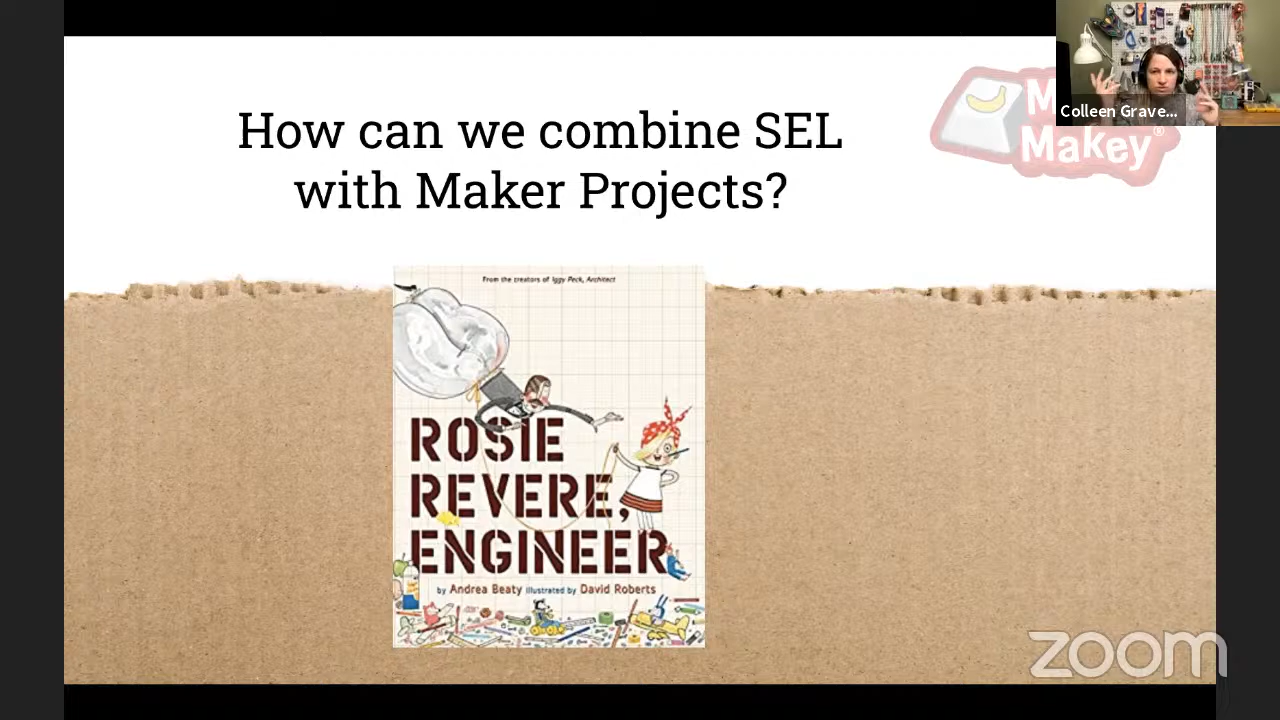 How can we combine SEL
with Maker Projects?
Makey®
Colleen Grave...
From the creators of Iggy Peck, Architect
ROSIE
REVERE,
ENGINEER
by Andrea Beaty illustrated by David Roberts
zoom